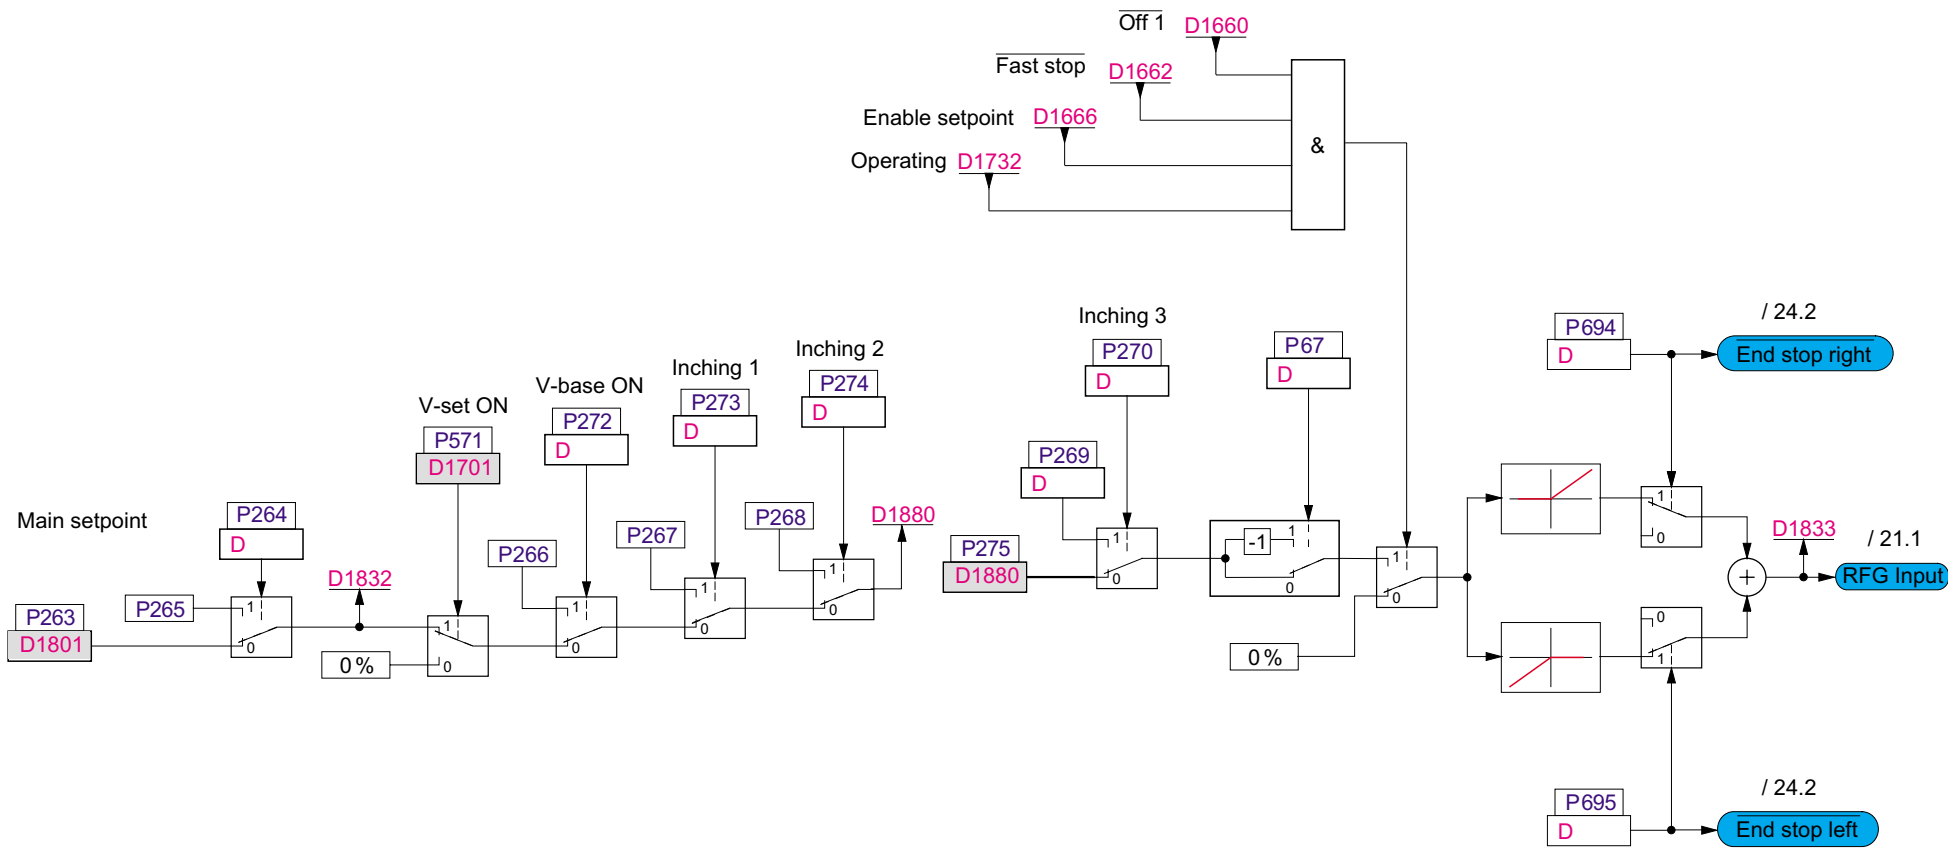 Off 1 D1660
Fast stop D1662
Enable setpoint D1666
Operating D1732
&
Main setpoint
P263
D1801
P264
D
P265
1
0
D1832
V-set ON
P571
D1701
0 %
1
0
V-base ON
P272
D
P266
1
0
Inching 1
P273
D
P267
1
0
Inching 2
P274
D
P268
1
0
D1880
P275
D1880
P269
D
Inching 3
P270
D
1
0
P67
D
-1
1
0
0 %
1
0
P694
D
/ 24.2
End stop right
1
0
0
1
+
D1833
/ 21.1
RFG Input
P695
D
/ 24.2
End stop left